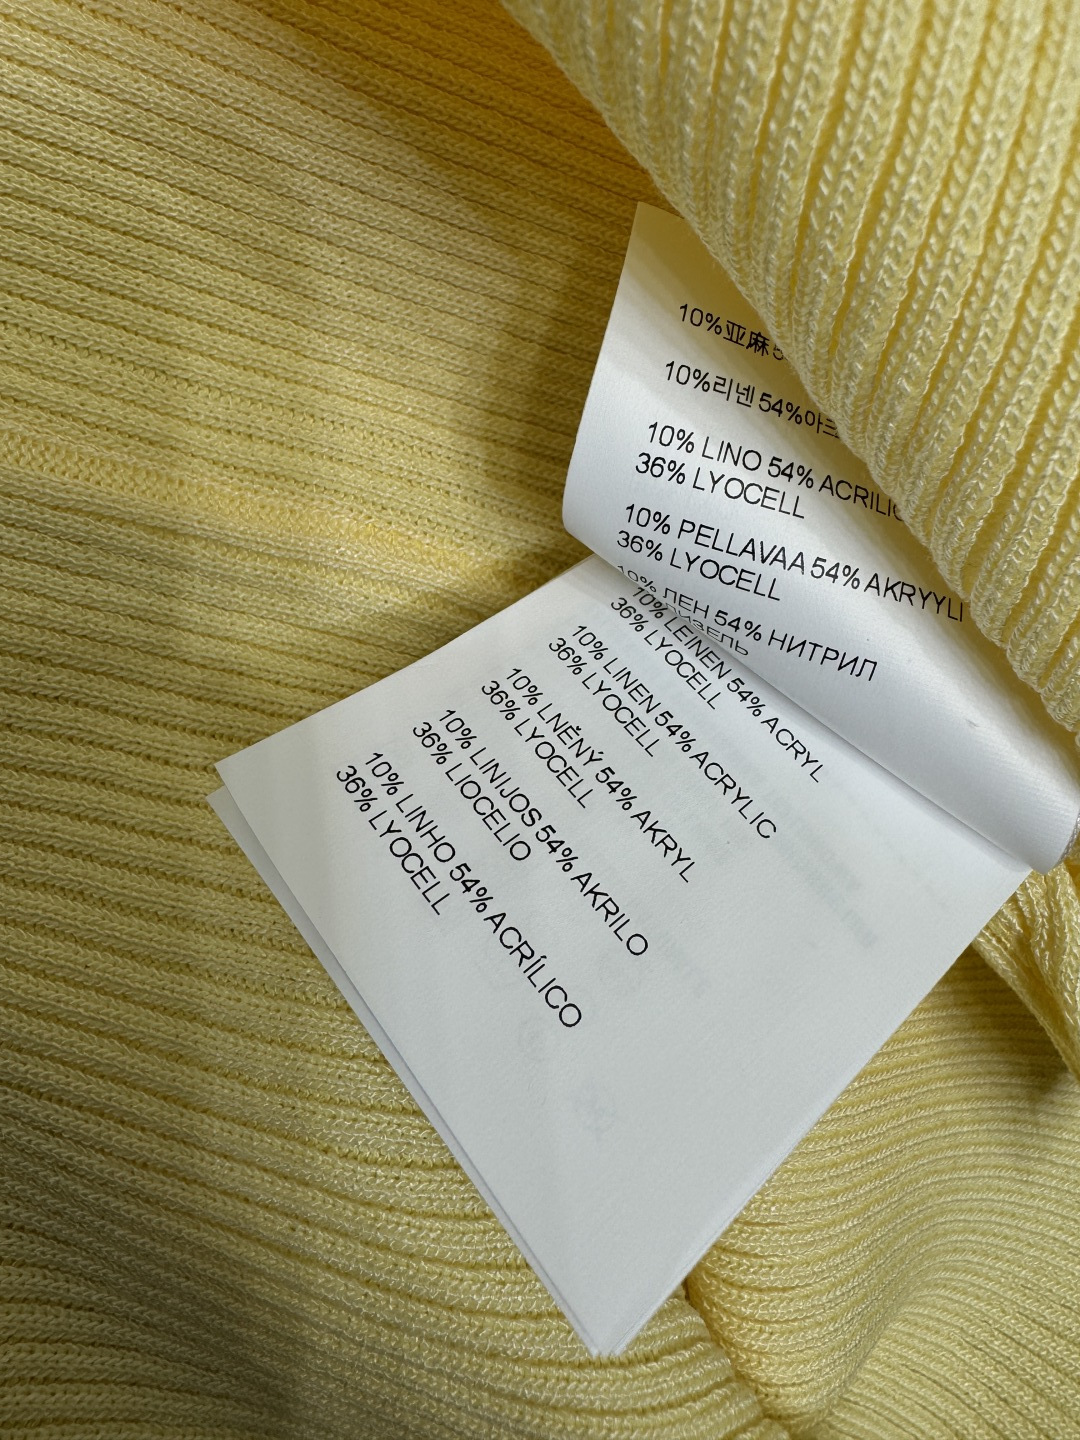 10%亚麻
10%리넨 54%
10% LINO 54%
36% LYOCELL
10% PELLAVAA 54% AKRYYLI
36% LYOCELL
10% ЛЕН 54% НИТРИЛ
10% LEINEN 54% ACRYL
36% LYOCELL
10% LINEN 54% ACRYLIC
36% LYOCELL
10% LNĚNÝ 54% AKRYL
36% LYOCELL
10% LINIJOS 54% AKRILO
36% LIOCELIO
10% LINHO 54% ACRÍLICO
36% LYOCELL